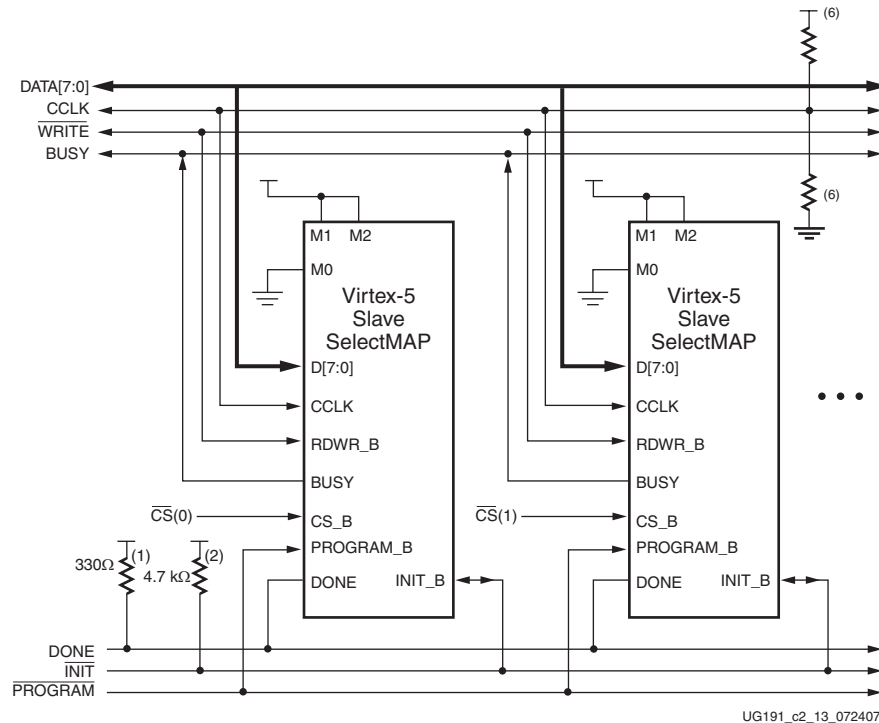 (6)
DATA[7:0]
CCLK
WRITE
BUSY
(6)
M1 M2
M0
Virtex-5
Slave
SelectMAP
D[7:0]
CCLK
RDWR_B
BUSY
CS(0)
CS_B
PROGRAM_B
DONE INIT_B
M1 M2
M0
Virtex-5
Slave
SelectMAP
D[7:0]
CCLK
RDWR_B
BUSY
CS(1)
CS_B
PROGRAM_B
DONE INIT_B
330Ω (1)
4.7 kΩ (2)
DONE
INIT
PROGRAM
UG191_c2_13_072407